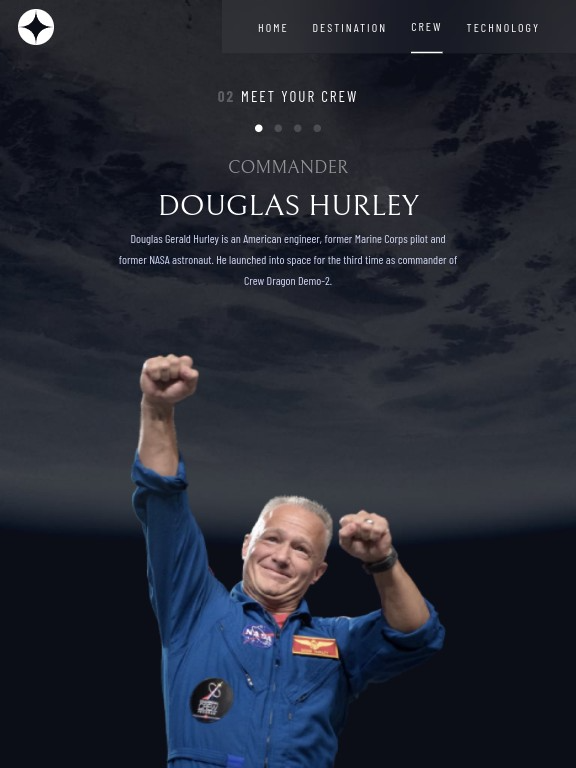 HOME DESTINATION CREW TECHNOLOGY
02 MEET YOUR CREW
COMMANDER
DOUGLAS HURLEY
Douglas Gerald Hurley is an American engineer, former Marine Corps pilot and
former NASA astronaut. He launched into space for the third time as commander of
Crew Dragon Demo-2.
NASA